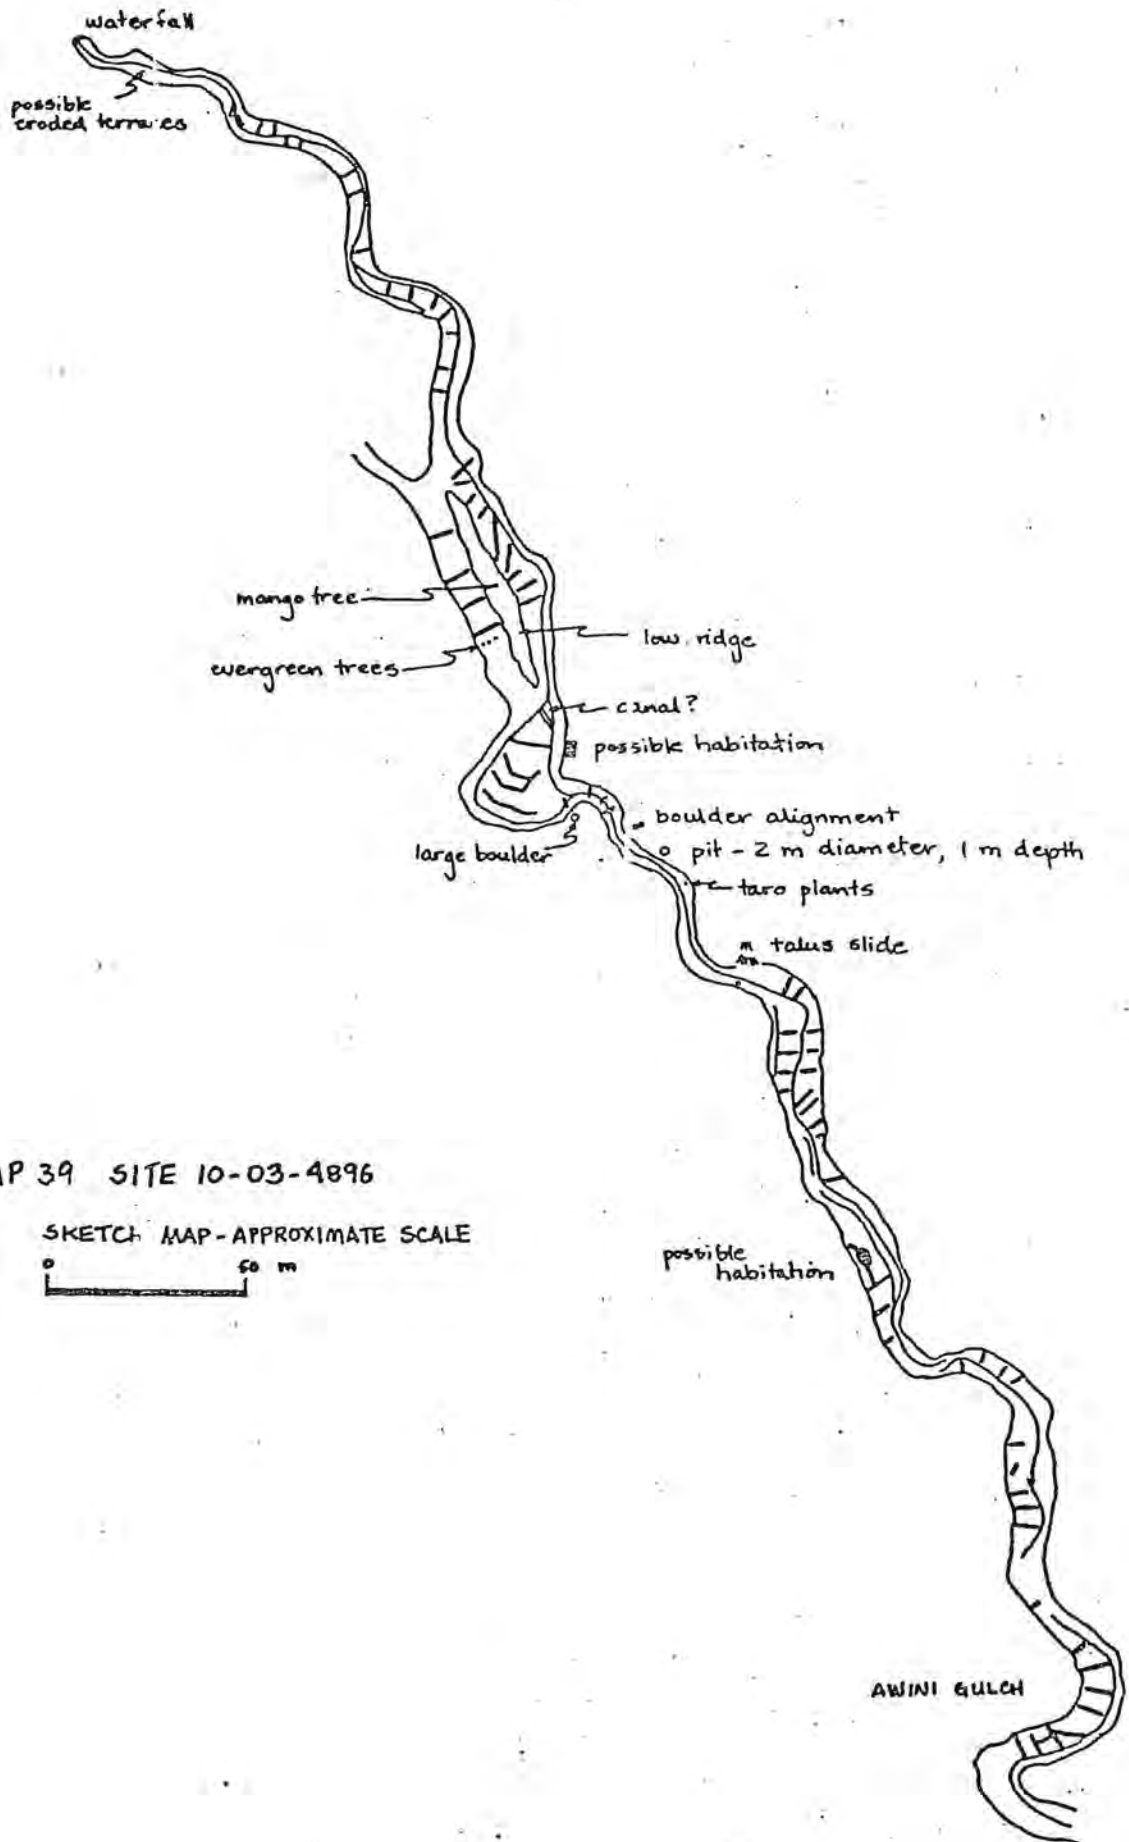 waterfall
possible
eroded terraces
mango tree
low ridge
evergreen trees
canal?
possible habitation
boulder alignment
large boulder
pit - 2 m diameter, 1 m depth
taro plants
talus slide
AP 39 SITE 10-03-4896
SKETCH MAP - APPROXIMATE SCALE
0 50 m
possible
habitation
AWINI GULCH